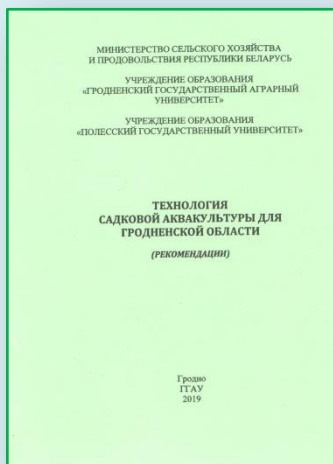 МИНИСТЕРСТВО СЕЛЬСКОГО ХОЗЯЙСТВА
И ПРОДОВОЛЬСТВИЯ РЕСПУБЛИКИ БЕЛАРУСЬ
УЧРЕЖДЕНИЕ ОБРАЗОВАНИЯ
«ГРОДНЕНСКИЙ ГОСУДАРСТВЕННЫЙ АГРАРНЫЙ
УНИВЕРСИТЕТ»
УЧРЕЖДЕНИЕ ОБРАЗОВАНИЯ
«ПОЛЕССКИЙ ГОСУДАРСТВЕННЫЙ УНИВЕРСИТЕТ»
ТЕХНОЛОГИЯ
САДКОВОЙ АКВАКУЛЬТУРЫ ДЛЯ
ГРОДНЕНСКОЙ ОБЛАСТИ
(РЕКОМЕНДАЦИИ)
Гродно
ГГАУ
2019